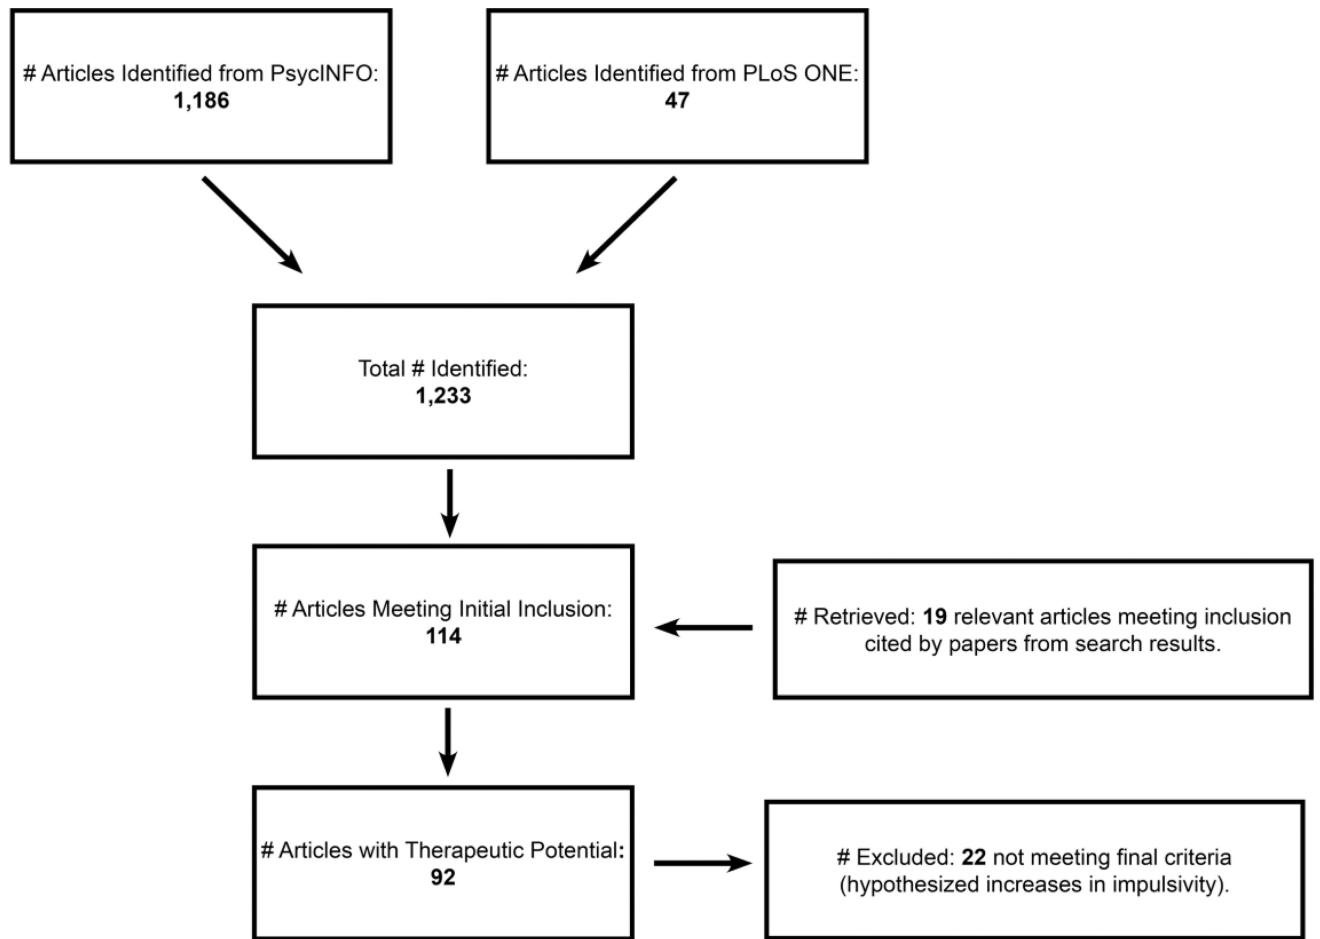 # Articles Identified from PsycINFO:
1,186
# Articles Identified from PLoS ONE:
47
Total # Identified:
1,233
# Articles Meeting Initial Inclusion:
114
# Retrieved: 19 relevant articles meeting inclusion
cited by papers from search results.
# Articles with Therapeutic Potential:
92
# Excluded: 22 not meeting final criteria
(hypothesized increases in impulsivity).